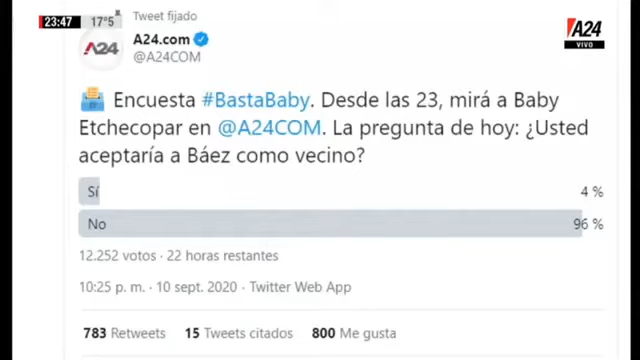 23:47 17°5
A24
VIVO
Tweet fijado
A24
A24.com
@A24COM
Encuesta #BastaBaby. Desde las 23, mirá a Baby
Etchecopar en @A24COM. La pregunta de hoy: ¿Usted
aceptaría a Báez como vecino?
Sí 4 %
No 96 %
12.252 votos · 22 horas restantes
10:25 p. m. · 10 sept. 2020 · Twitter Web App
783 Retweets 15 Tweets citados 800 Me gusta